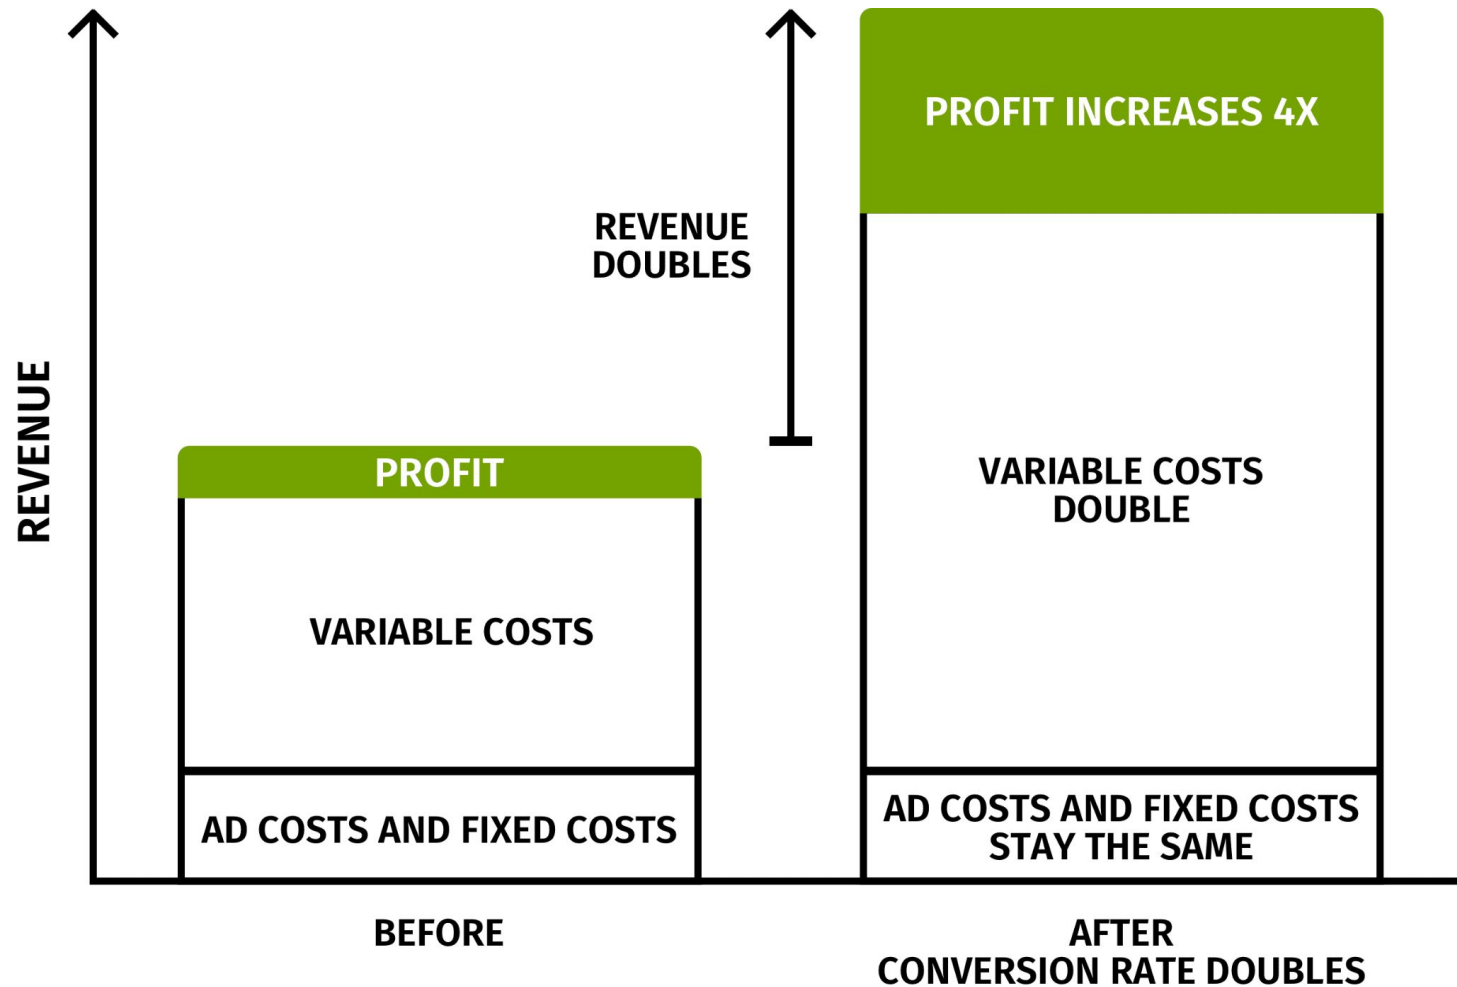 REVENUE
PROFIT
VARIABLE COSTS
AD COSTS AND FIXED COSTS
BEFORE
REVENUE
DOUBLES
PROFIT INCREASES 4X
VARIABLE COSTS
DOUBLE
AD COSTS AND FIXED COSTS
STAY THE SAME
AFTER
CONVERSION RATE DOUBLES